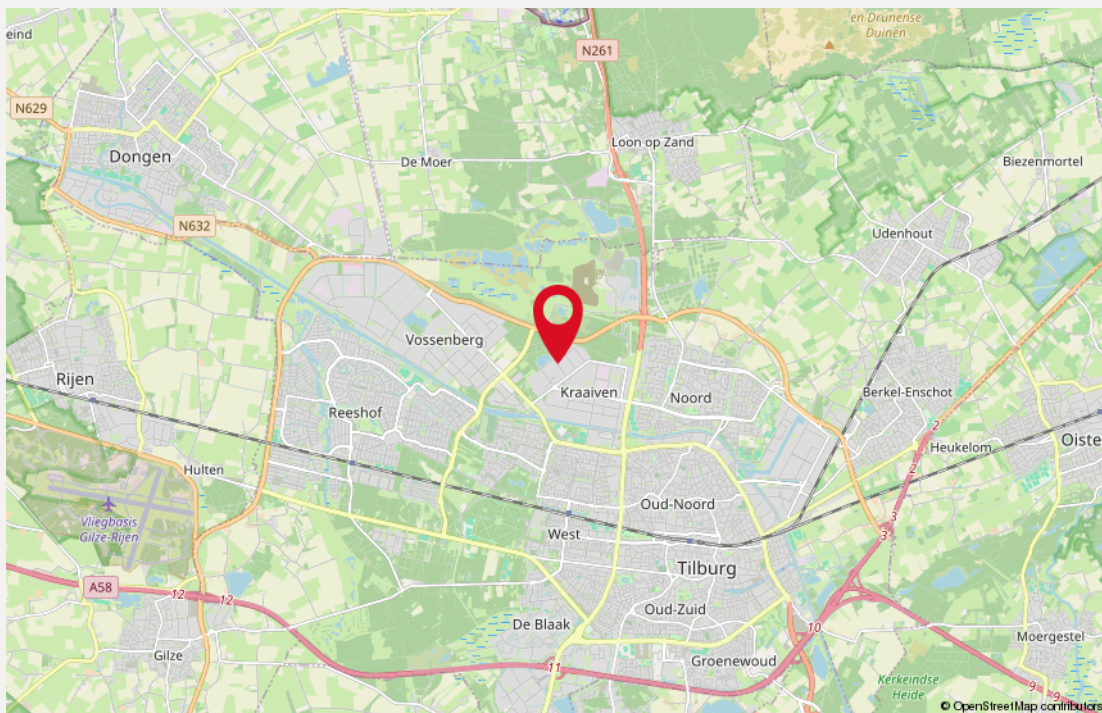 en Drunense
Duinen
eind
N261
N629
Loon op Zand
Dongen
De Moer
Biezenmortel
N632
Udenhout
Vossenberg
Rijen
Kraaiven
Noord
Berkel-Enschot
Reeshof
2
Heukelom
Oiste
Hulten
2
Oud-Noord
3
Vliegbasis
Gilze-Rijen
West
3
Tilburg
A58
12
12
Oud-Zuid
De Blaak
10
Moergestel
Gilze
Groenewoud
11
Kerkeindse
Heide
9
9
© OpenStreetMap contributors